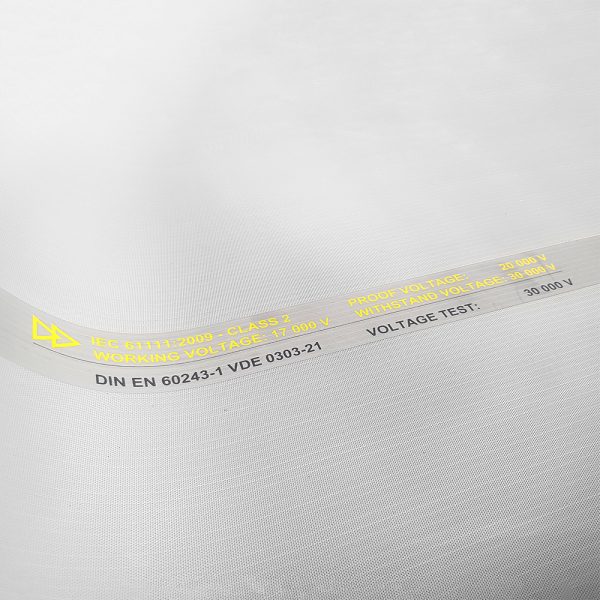 IEC 61111:2009 - CLASS 2
WORKING VOLTAGE: 17 000 V
PROOF VOLTAGE: 20 000 V
WITHSTAND VOLTAGE: 30 000 V
DIN EN 60243-1 VDE 0303-21
VOLTAGE TEST: 30 000 V